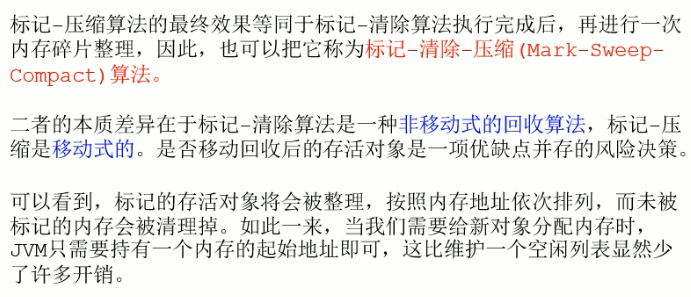 标记-压缩算法的最终效果等同于标记-清除算法执行完成后，再进行一次
内存碎片整理，因此，也可以把它称为标记-清除-压缩(Mark-Sweep-
Compact)算法。
二者的本质差异在于标记-清除算法是一种非移动式的回收算法，标记-压
缩是移动式的。是否移动回收后的存活对象是一项优缺点并存的风险决策。
可以看到，标记的存活对象将会被整理，按照内存地址依次排列，而未被
标记的内存会被清理掉。如此一来，当我们需要给新对象分配内存时，
JVM只需要持有一个内存的起始地址即可，这比维护一个空闲列表显然少
了许多开销。